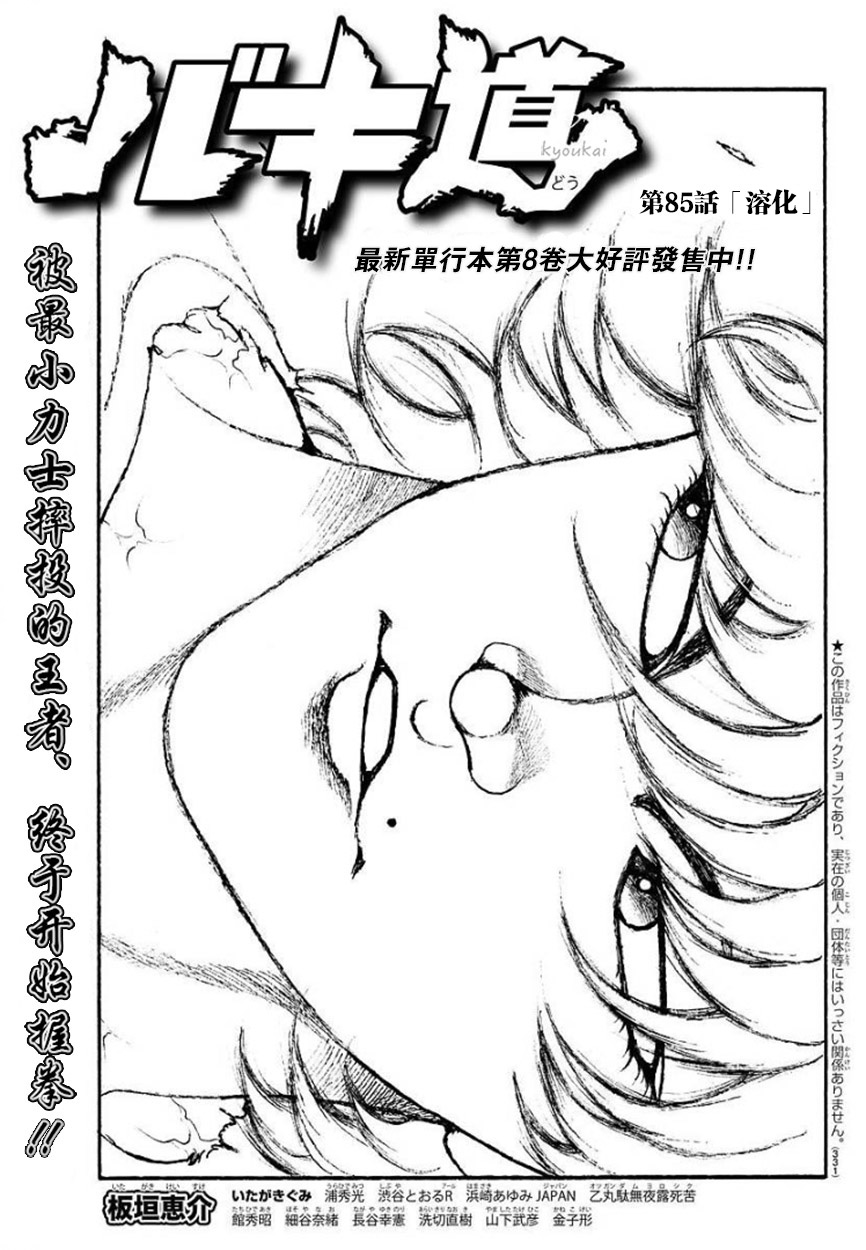 バキ道
どう
kyoukai
第85話「溶化」
最新單行本第8卷大好評發售中!!
被最小力士摔投的王者、终于开始握拳!!
★この作品はフィクションであり、実在の個人・団体等にはいっさい関係ありません。
(331)
板垣恵介
いたがきぐみ 浦秀光 渋谷とおるR 浜崎あゆみJAPAN 乙丸駄無夜露死苦
館秀昭 細谷奈緒 長谷幸憲 洗切直樹 山下武彦 金子形